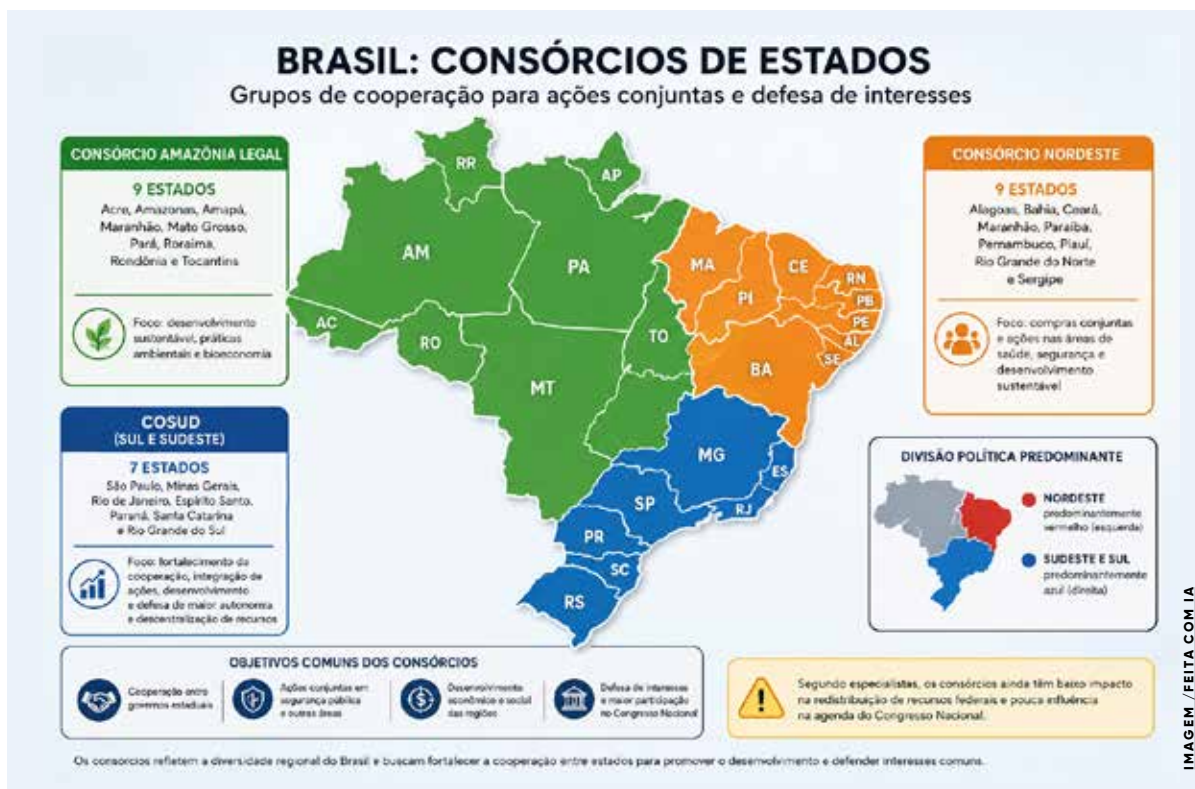 BRASIL: CONSÓRCIOS DE ESTADOS
Grupos de cooperação para ações conjuntas e defesa de interesses
CONSÓRCIO AMAZÔNIA LEGAL
9 ESTADOS
Acre, Amazonas, Amapá,
Maranhão, Mato Grosso,
Pará, Roraima,
Rondônia e Tocantins
Foco: desenvolvimento
sustentável, práticas
ambientais e bioeconomia
COSUD
(SUL E SUDESTE)
7 ESTADOS
São Paulo, Minas Gerais,
Rio de Janeiro, Espírito Santo,
Paraná, Santa Catarina
e Rio Grande do Sul
Foco: fortalecimento da
cooperação, integração de
ações, desenvolvimento
e defesa de maior autonomia
e descentralização de recursos
RR
AP
AM
PA
MA
CE
RN
PI
PB
PE
AL
SE
AC
RO
TO
BA
MT
MG
ES
SP
RJ
PR
SC
RS
CONSÓRCIO NORDESTE
9 ESTADOS
Alagoas, Bahia, Ceará,
Maranhão, Paraíba,
Pernambuco, Piauí,
Rio Grande do Norte
e Sergipe
Foco: compras conjuntas
e ações nas áreas de
saúde, segurança e
desenvolvimento
sustentável
DIVISÃO POLÍTICA PREDOMINANTE
NORDESTE
predominantemente
vermelho (esquerda)
SUDESTE E SUL
predominantemente
azul (direita)
OBJETIVOS COMUNS DOS CONSÓRCIOS
Cooperação entre
governos estaduais
Ações conjuntas em
segurança pública
e outras áreas
Desenvolvimento
econômico e social
das regiões
Defesa de interesses
e maior participação
no Congresso Nacional
Segundo especialistas, os consórcios ainda têm baixo impacto
na redistribuição de recursos federais e pouca influência
na agenda do Congresso Nacional.
Os consórcios refletem a diversidade regional do Brasil e buscam fortalecer a cooperação entre estados para promover o desenvolvimento e defender interesses comuns.
IMAGEM /FEITA COM IA